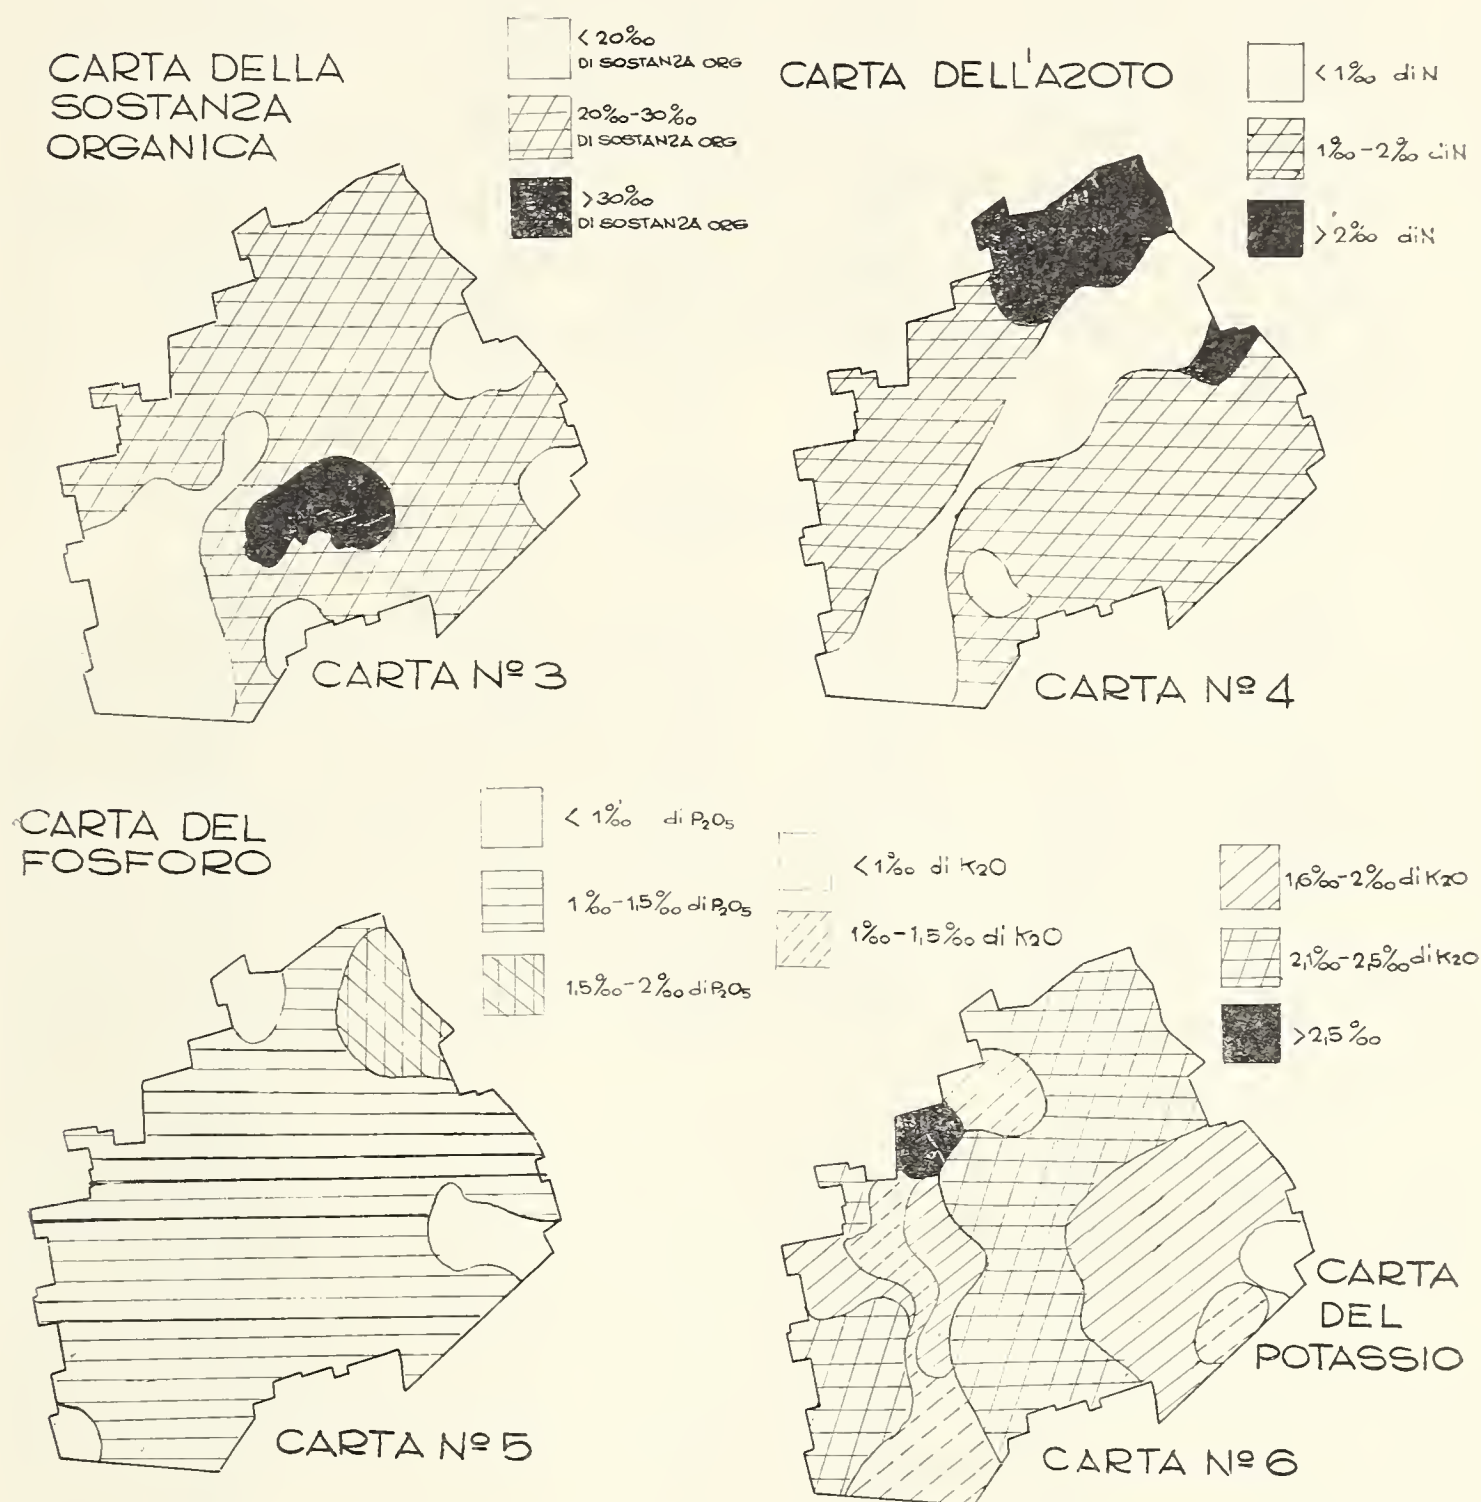 CARTA DELLA
SOSTANZA
ORGANICA
< 20‰
DI SOSTANZA ORG
20‰-30‰
DI SOSTANZA ORG
>30‰
DI SOSTANZA ORG
CARTA Nº 3
CARTA DELL'AZOTO
< 1‰ di N
1‰-2‰ di N
>2‰ di N
CARTA Nº 4
CARTA DEL
FOSFORO
< 1‰ di P₂O₅
1‰-1,5‰ di P₂O₅
1,5‰-2‰ di P₂O₅
CARTA Nº 5
<1‰ di K₂O
1‰-1,5‰ di K₂O
1,6‰-2‰ di K₂O
2,1‰-2,5‰ di K₂O
>2,5‰
CARTA
DEL
POTASSIO
CARTA Nº 6